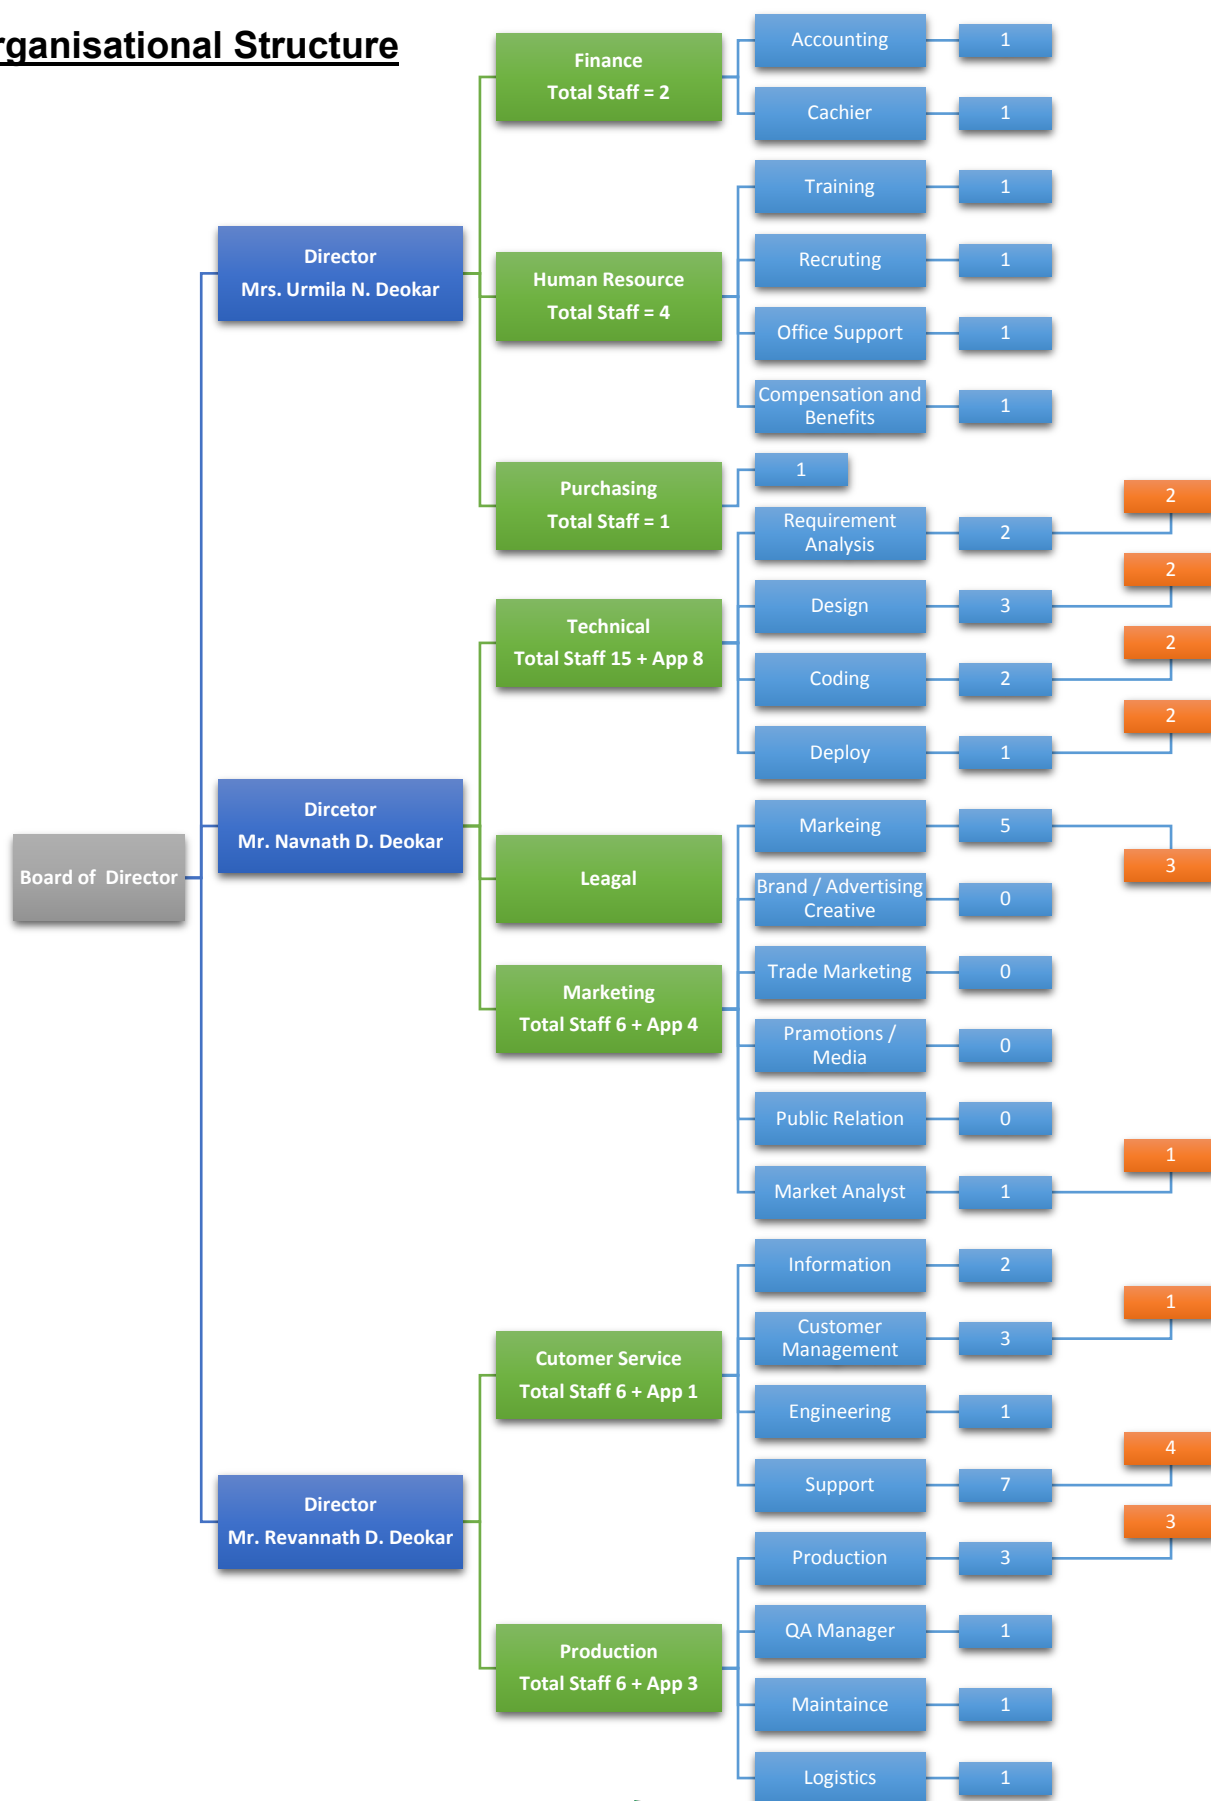 rganisational Structure
Board of  Director
Director
Mrs. Urmila N. Deokar
Finance
Total Staff = 2
Accounting
1
Cachier
1
Human Resource
Total Staff = 4
Training
1
Recruting
1
Office Support
1
Compensation and
Benefits
1
Purchasing
Total Staff = 1
1
Dircetor
Mr. Navnath D. Deokar
Technical
Total Staff 15 + App 8
Requirement
Analysis
2
2
Design
3
2
Coding
2
2
Deploy
1
2
Leagal
Marketing
Total Staff 6 + App 4
Markeing
5
3
Brand / Advertising
Creative
0
Trade Marketing
0
Pramotions /
Media
0
Public Relation
0
Market Analyst
1
1
Director
Mr. Revannath D. Deokar
Cutomer Service
Total Staff 6 + App 1
Information
2
Customer
Management
3
1
Engineering
1
Support
7
4
Production
Total Staff 6 + App 3
Production
3
3
QA Manager
1
Maintaince
1
Logistics
1